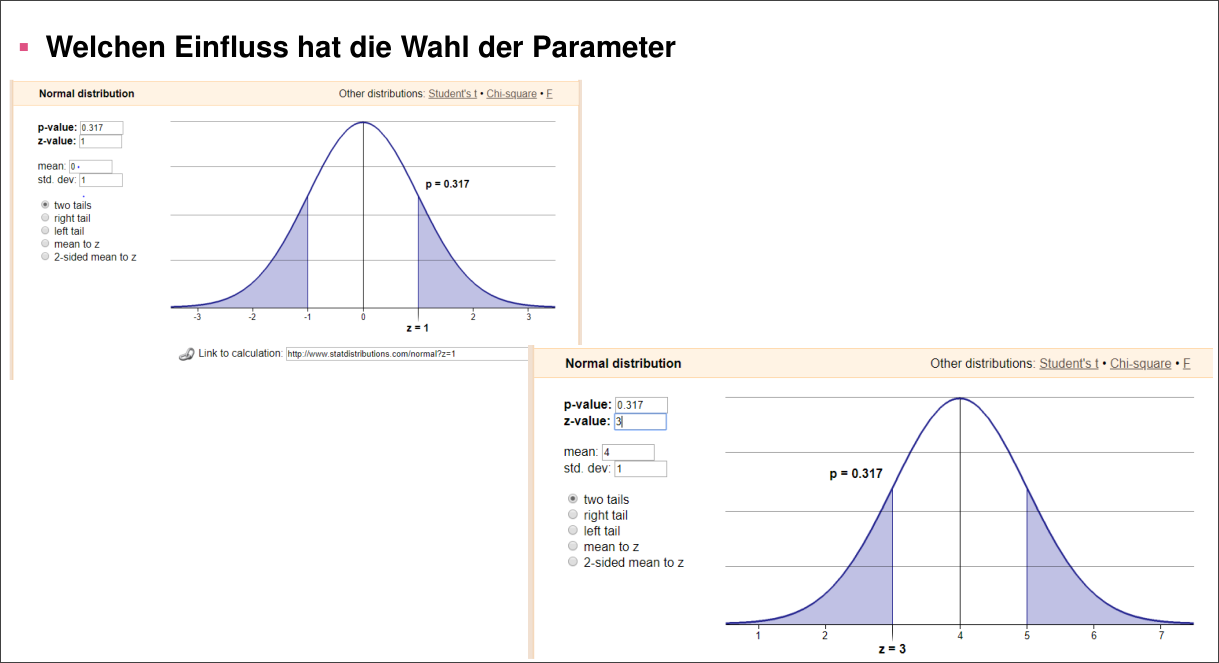 Welchen Einfluss hat die Wahl der Parameter
Normal distribution
Other distributions: Student's t • Chi-square • F
p-value: 0.317
z-value: 1
mean: 0
std. dev: 1
two tails
right tail
left tail
mean to z
2-sided mean to z
p = 0.317
-3 -2 -1 0 1 2 3
z = 1
Link to calculation: http://www.statdistributions.com/normal?z=1
Normal distribution
Other distributions: Student's t • Chi-square • F
p-value: 0.317
z-value: 3
mean: 4
std. dev: 1
two tails
right tail
left tail
mean to z
2-sided mean to z
p = 0.317
1 2 4 5 6 7
z = 3